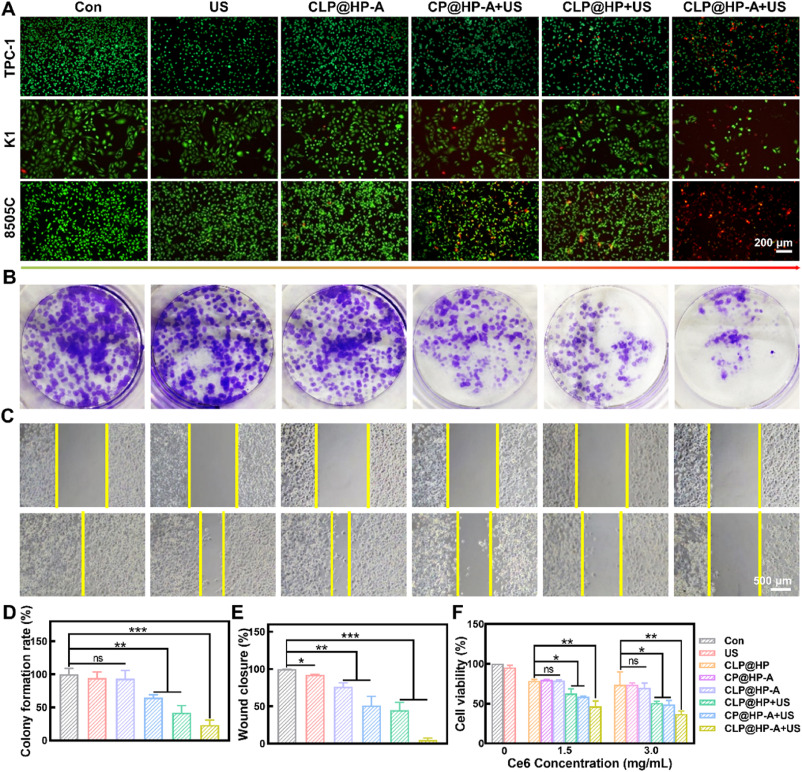 A
Con
US
CLP@HP-A
CP@HP-A+US
CLP@HP+US
CLP@HP-A+US
TPC-1
K1
8505C
200 µm
B
C
500 µm
D
Colony formation rate (%)
150
100
50
0
ns
**
***
E
Wound closure (%)
150
100
50
0
*
**
***
F
Cell viability (%)
150
100
50
0
ns
*
**
ns
*
**
0
1.5
3.0
Ce6 Concentration (mg/mL)
Con
US
CLP@HP
CP@HP-A
CLP@HP-A
CLP@HP+US
CP@HP-A+US
CLP@HP-A+US